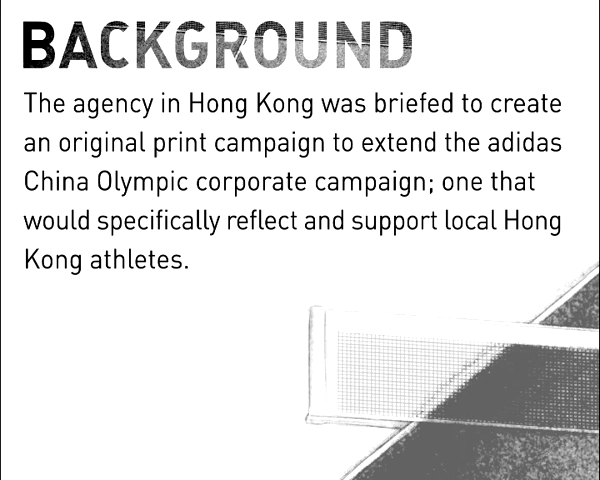 BACKGROUND
The agency in Hong Kong was briefed to create
an original print campaign to extend the adidas
China Olympic corporate campaign; one that
would specifically reflect and support local Hong
Kong athletes.